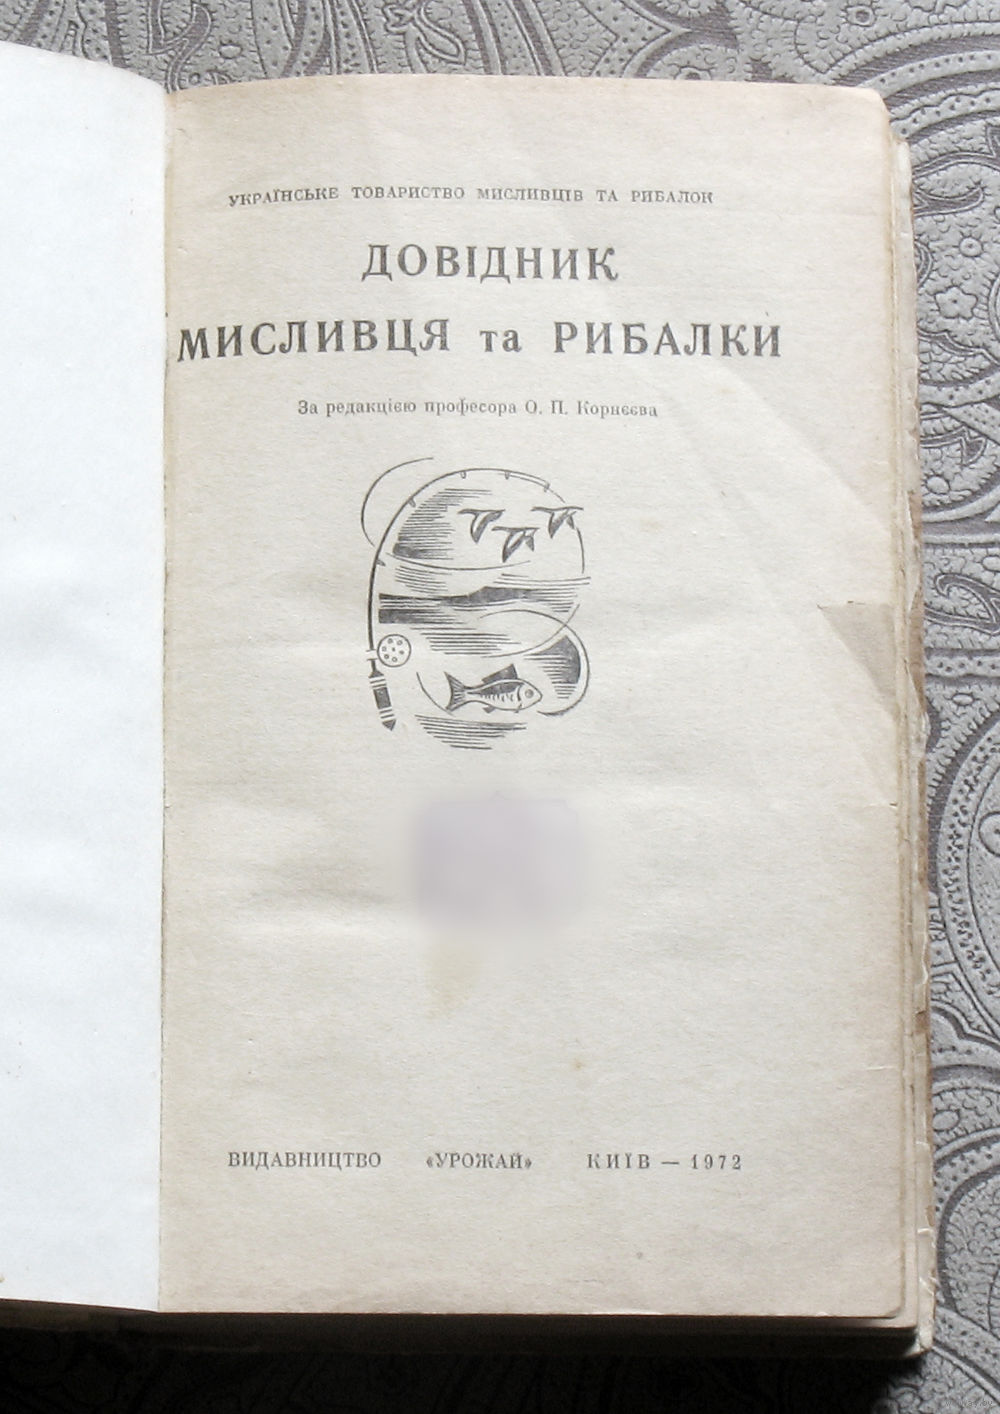 УКРАЇНСЬКЕ ТОВАРИСТВО МИСЛИВЦІВ ТА РИБАЛОК
ДОВІДНИК
МИСЛИВЦЯ та РИБАЛКИ
За редакцією професора О. П. Корнєєва
ВИДАВНИЦТВО «УРОЖАЙ» КИЇВ — 1972